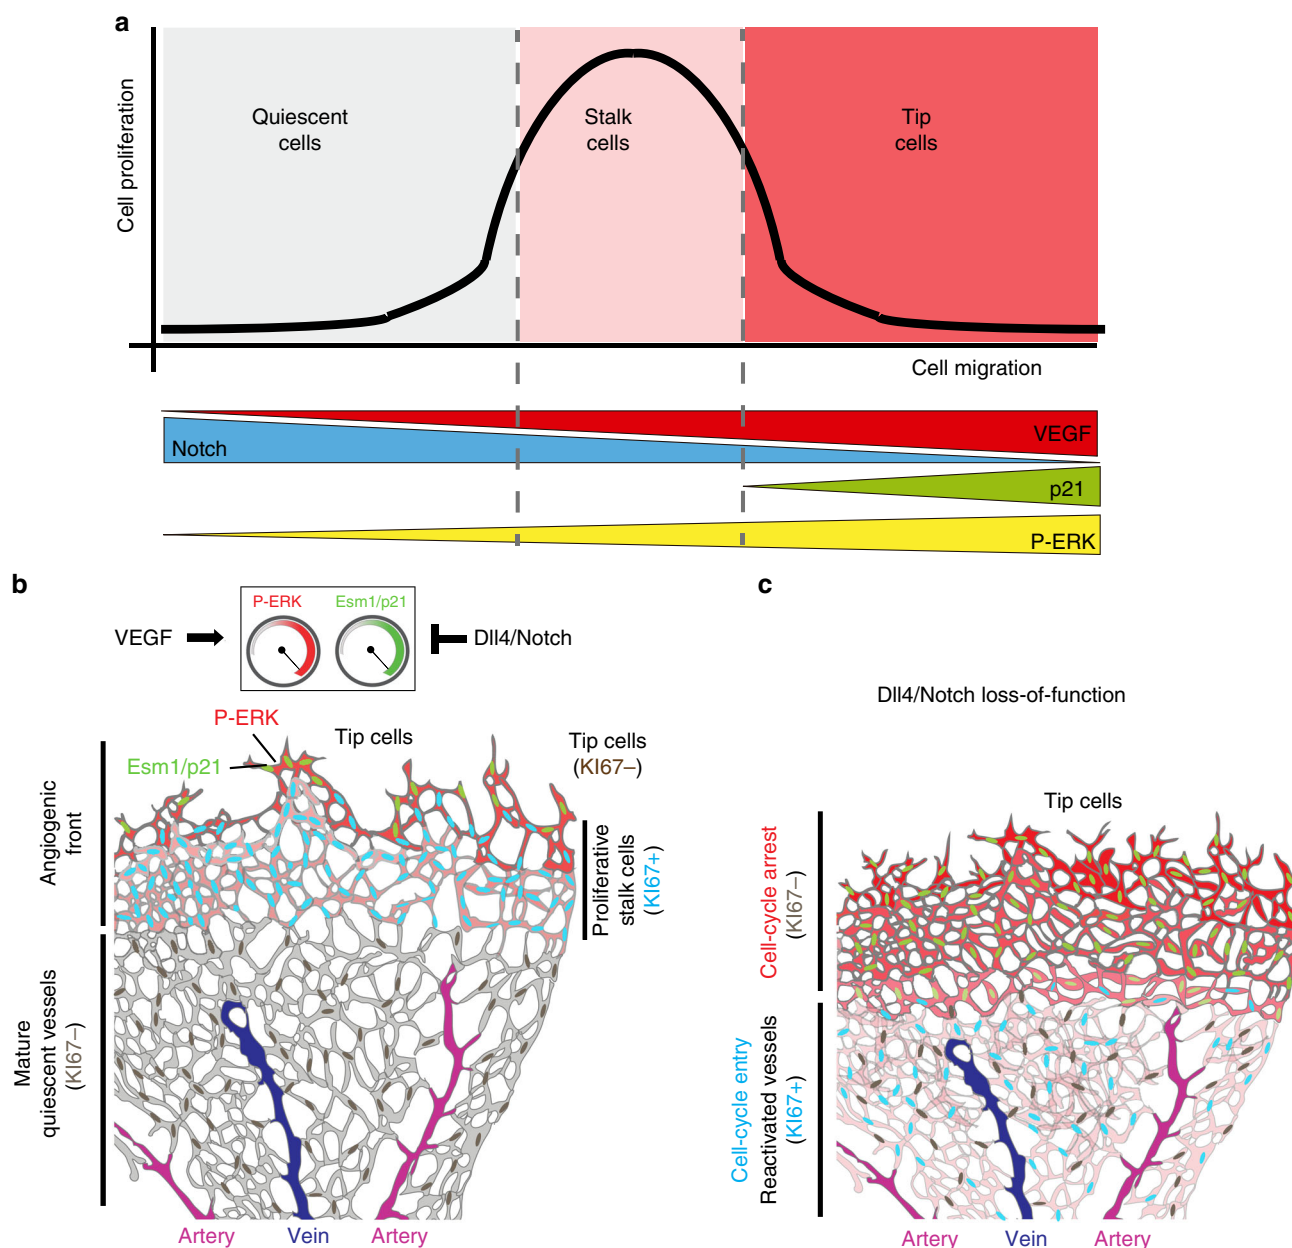 a
Cell proliferation
Quiescent
cells
Stalk
cells
Tip
cells
Cell migration
VEGF
Notch
p21
P-ERK
b
VEGF
P-ERK
Esm1/p21
Dll4/Notch
P-ERK
Esm1/p21
Tip cells
Tip cells
(KI67–)
Angiogenic
front
Proliferative
stalk cells
(KI67+)
Mature
quiescent vessels
(KI67–)
Artery
Vein
Artery
c
Dll4/Notch loss-of-function
Tip cells
Cell-cycle arrest
(KI67–)
Cell-cycle entry
Reactivated vessels
(KI67+)
Artery
Vein
Artery